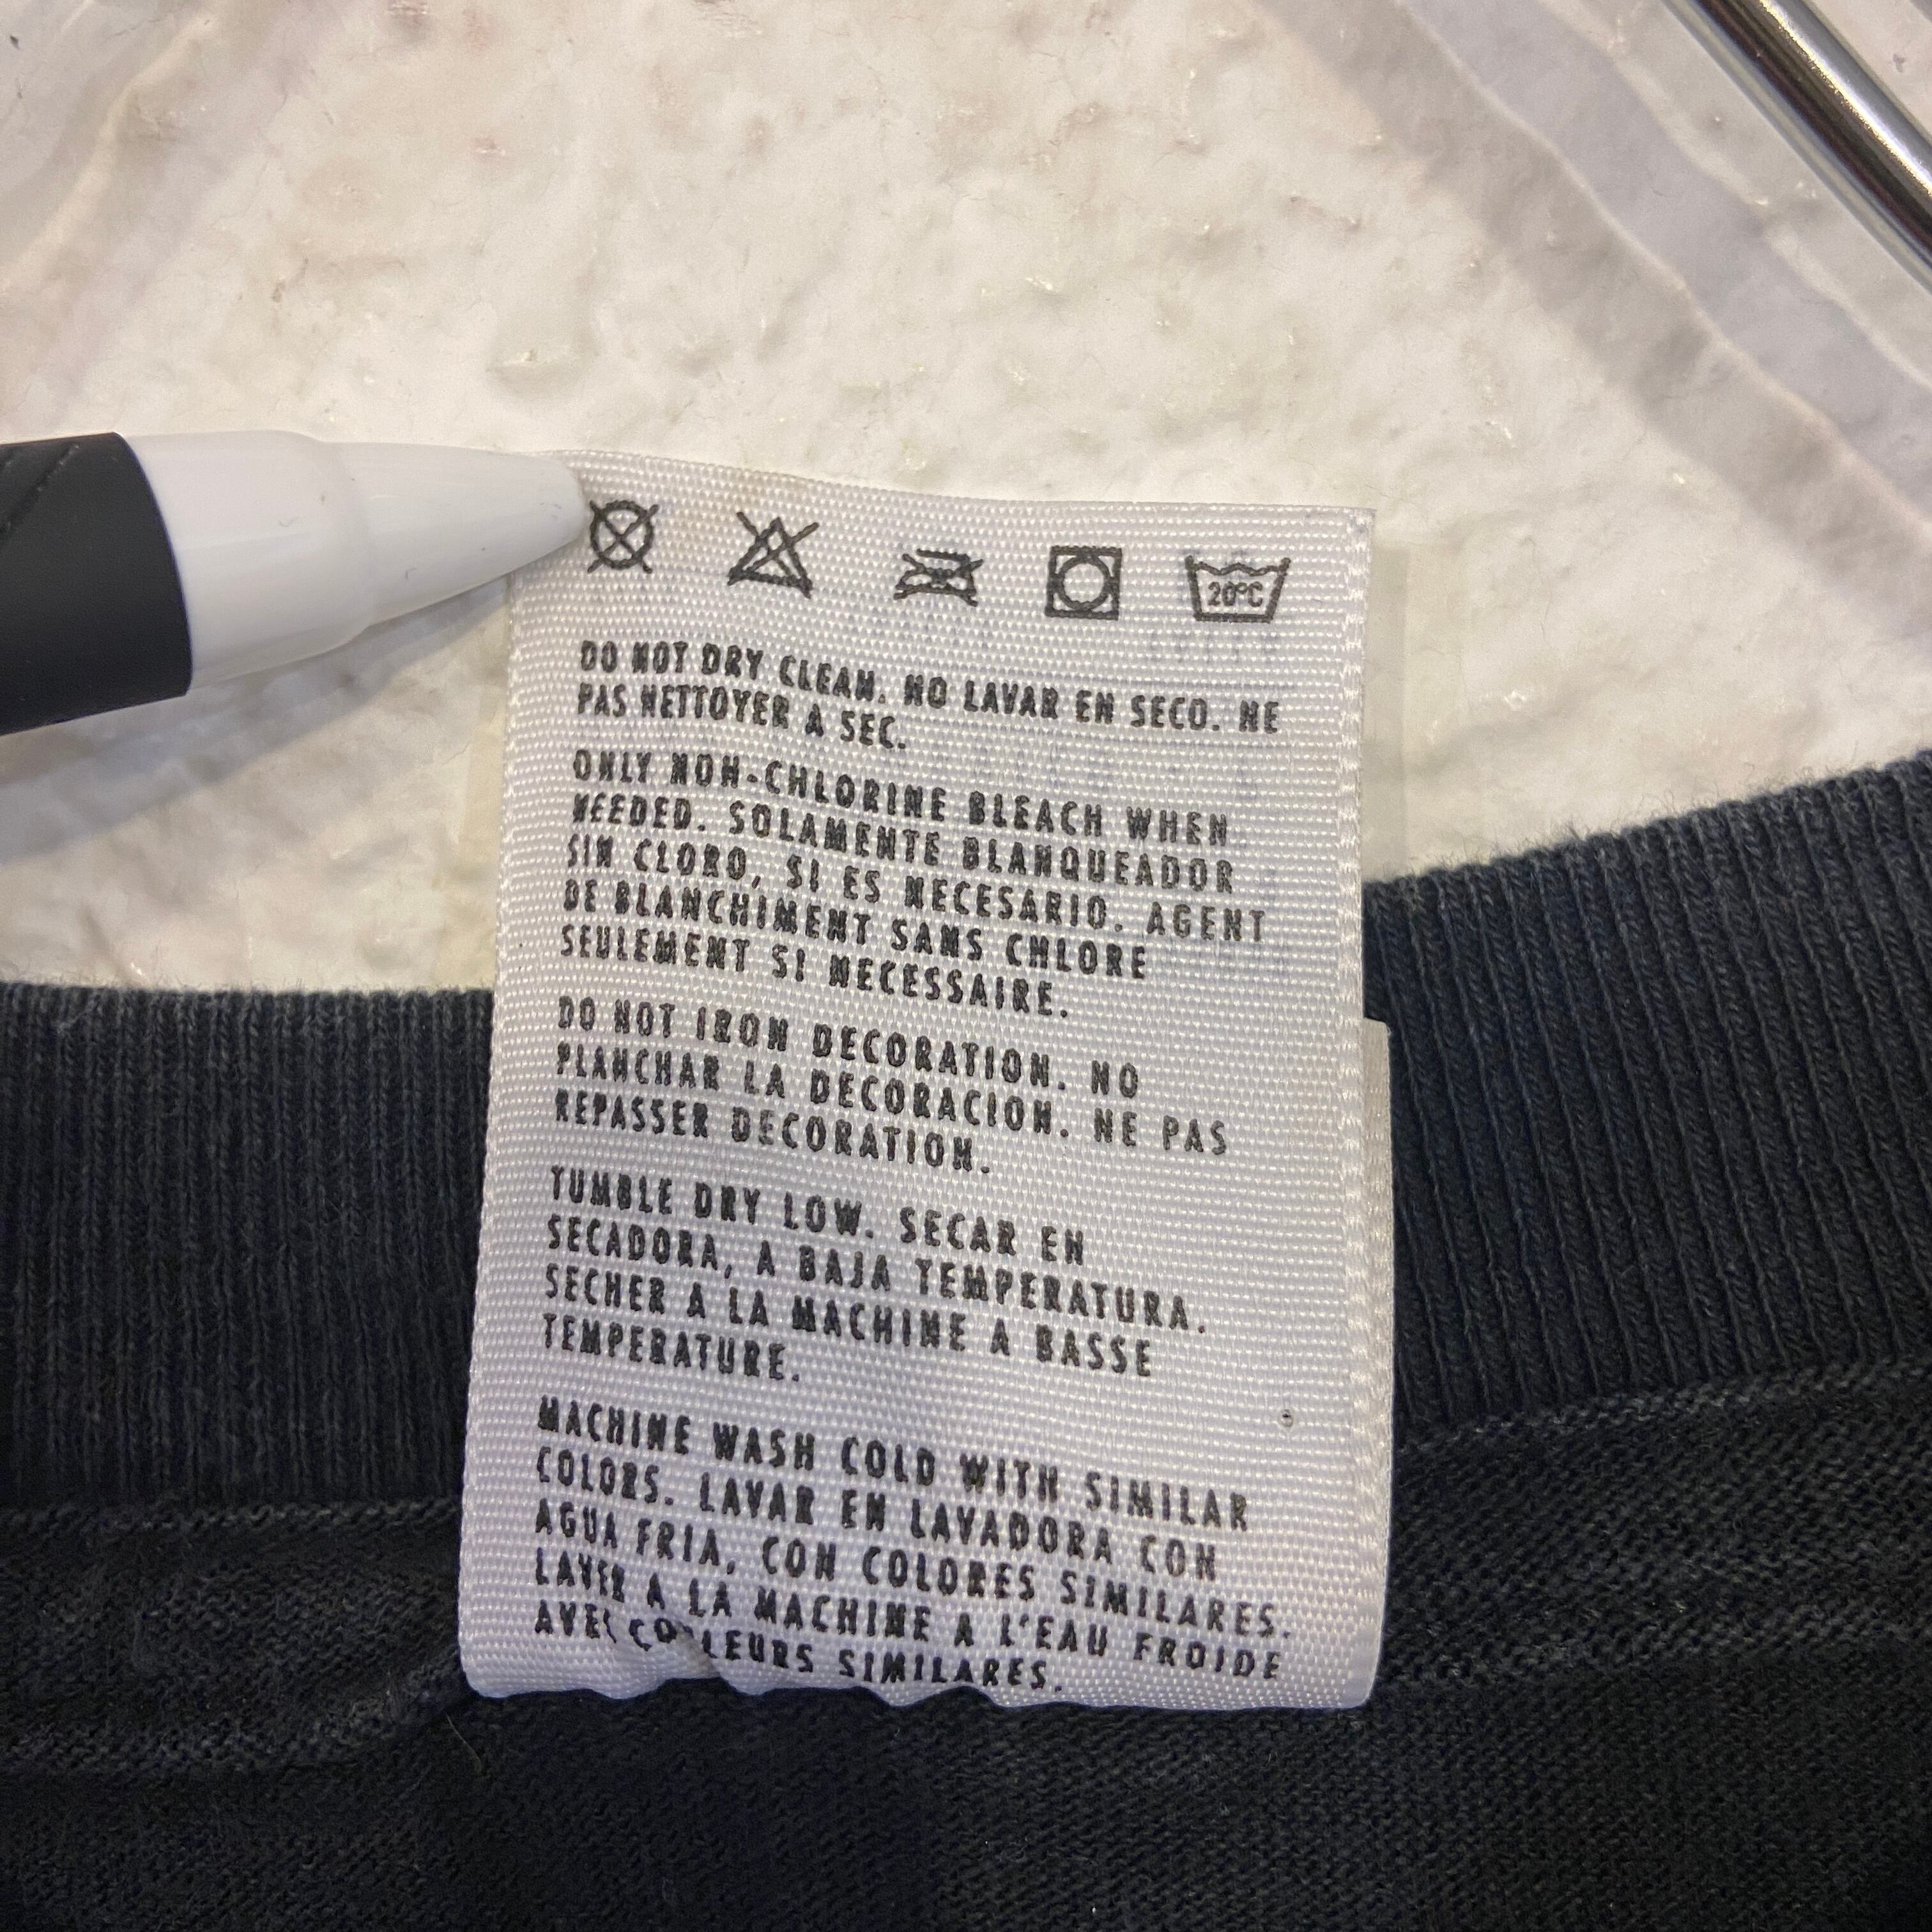 20°C
DO NOT DRY CLEAN. NO LAVAR EN SECO. NE
PAS NETTOYER A SEC.
ONLY NON-CHLORINE BLEACH WHEN
NEEDED. SOLAMENTE BLANQUEADOR
SIN CLORO, SI ES NECESARIO. AGENT
DE BLANCHIMENT SANS CHLORE
SEULEMENT SI NECESSAIRE.
DO NOT IRON DECORATION. NO
PLANCHAR LA DECORACION. NE PAS
REPASSER DECORATION.
TUMBLE DRY LOW. SECAR EN
SECADORA, A BAJA TEMPERATURA.
SECHER A LA MACHINE A BASSE
TEMPERATURE.
MACHINE WASH COLD WITH SIMILAR
COLORS. LAVAR EN LAVADORA CON
AGUA FRIA, CON COLORES SIMILARES.
LAVER A LA MACHINE A L'EAU FROIDE
AVEC COULEURS SIMILARES.